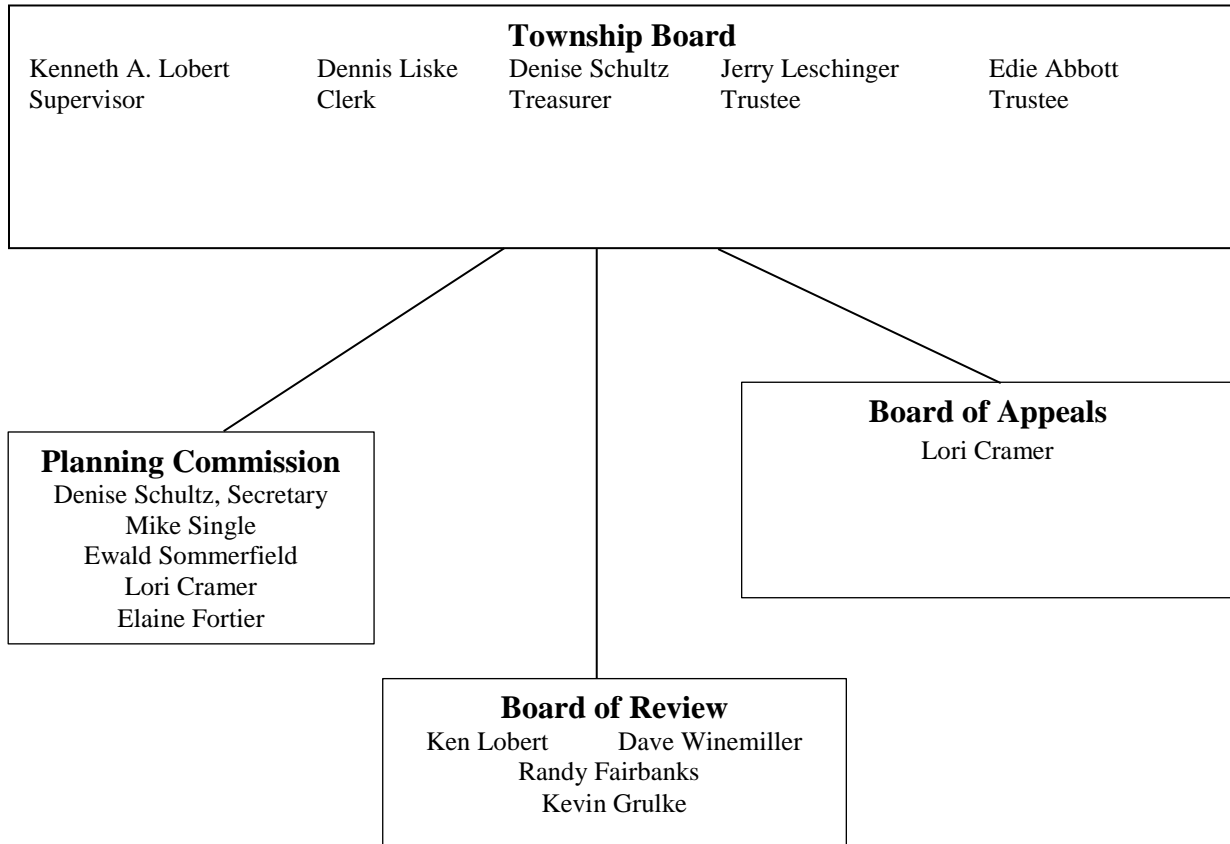 Township Board
Kenneth A. Lobert Dennis Liske Denise Schultz Jerry Leschinger Edie Abbott
Supervisor Clerk Treasurer Trustee Trustee
Board of Appeals
Lori Cramer
Planning Commission
Denise Schultz, Secretary
Mike Single
Ewald Sommerfield
Lori Cramer
Elaine Fortier
Board of Review
Ken Lobert Dave Winemiller
Randy Fairbanks
Kevin Grulke